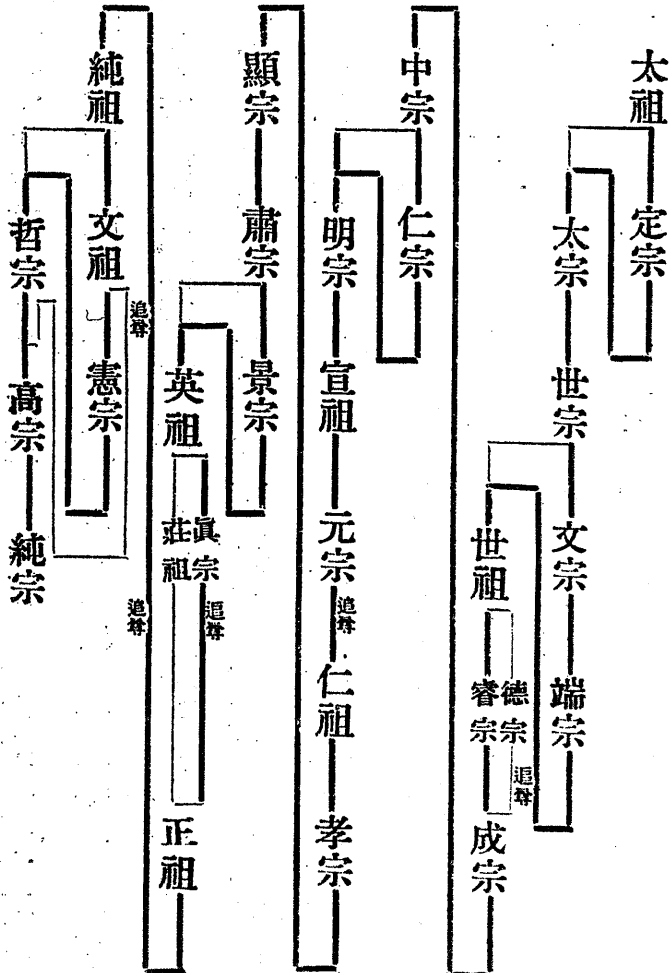 太祖
定宗
太宗
世宗
文宗
端宗
世祖
德宗
追尊
睿宗
成宗
中宗
仁宗
明宗
宣祖
元宗
追尊
仁祖
孝宗
顯宗
肅宗
景宗
英祖
眞宗
追尊
莊祖
追尊
正祖
純祖
文祖
追尊
憲宗
哲宗
高宗
純宗